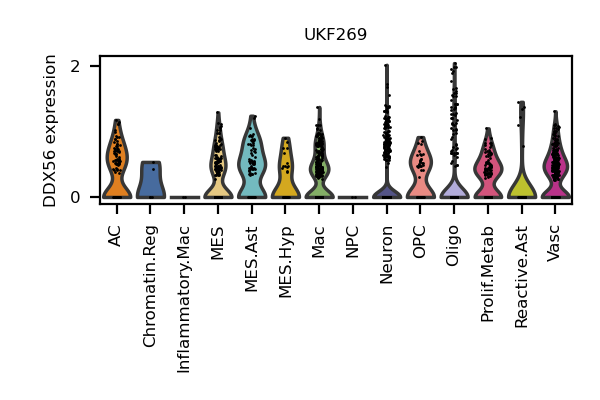 UKF269
DDX56 expression
2
0
AC
Chromatin.Reg
Inflammatory.Mac
MES
MES.Ast
MES.Hyp
Mac
NPC
Neuron
OPC
Oligo
Prolif.Metab
Reactive.Ast
Vasc